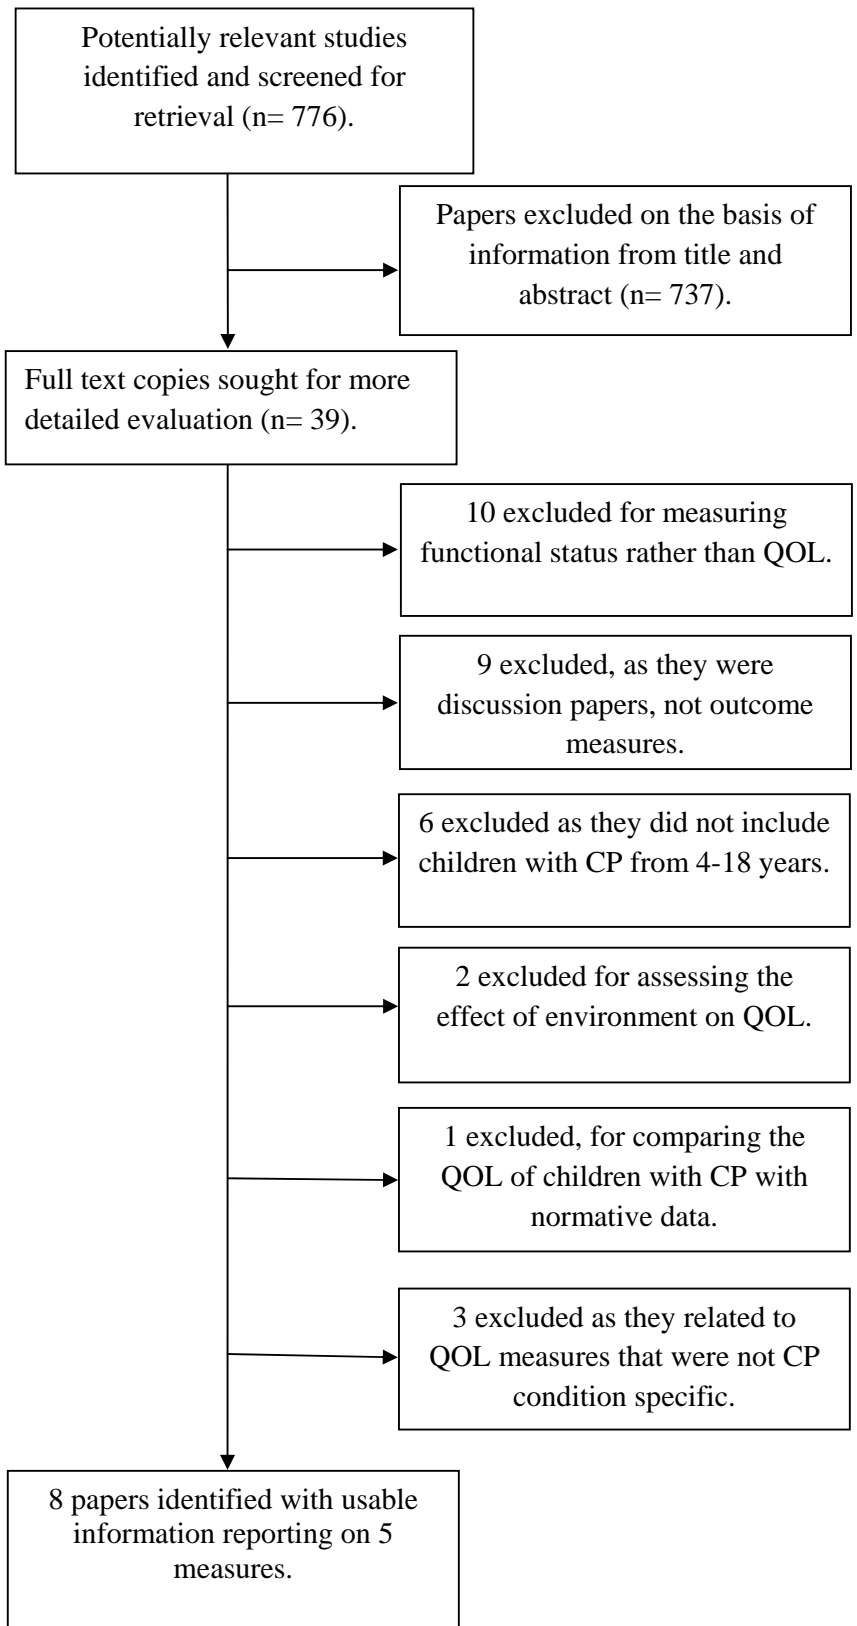 Potentially relevant studies
identified and screened for
retrieval (n= 776).
Papers excluded on the basis of
information from title and
abstract (n= 737).
Full text copies sought for more
detailed evaluation (n= 39).
10 excluded for measuring
functional status rather than QOL.
9 excluded, as they were
discussion papers, not outcome
measures.
6 excluded as they did not include
children with CP from 4-18 years.
2 excluded for assessing the
effect of environment on QOL.
1 excluded, for comparing the
QOL of children with CP with
normative data.
3 excluded as they related to
QOL measures that were not CP
condition specific.
8 papers identified with usable
information reporting on 5
measures.